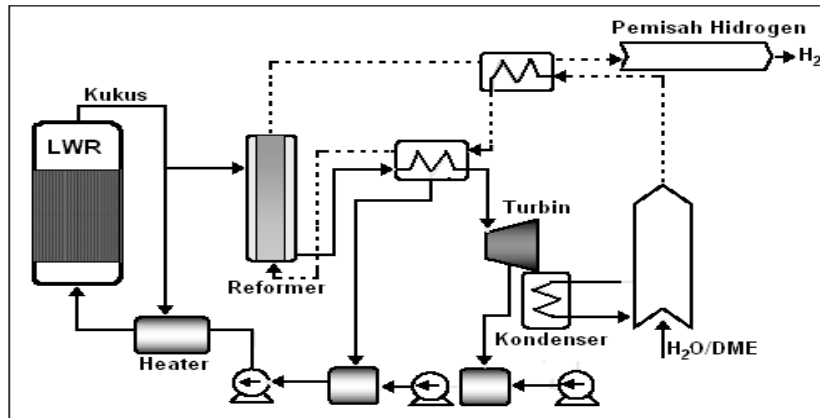 Pemisah Hidrogen
H₂
Kukus
LWR
Turbin
Reformer
Kondenser
Heater
H₂O/DME